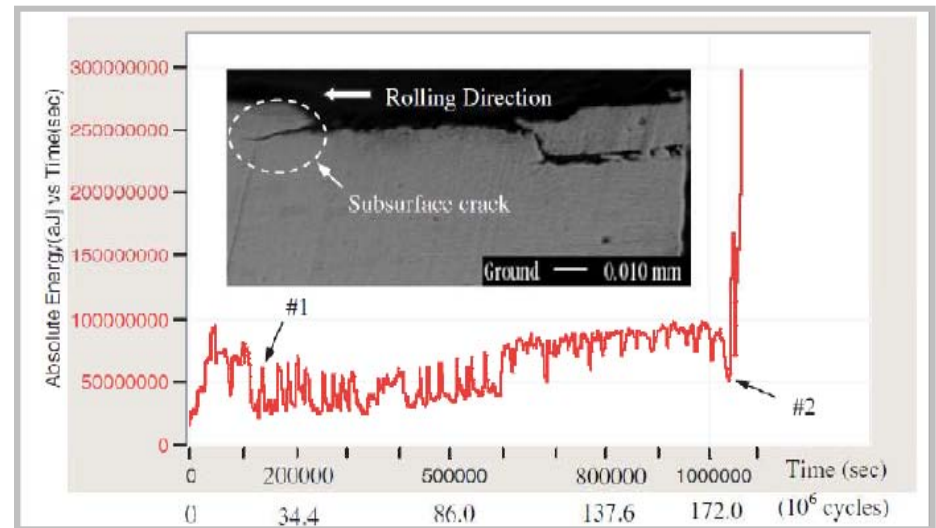 Absolute Energy(aJ] vs Time(sec)
300000000
250000000
200000000
150000000
100000000
50000000
0
Rolling Direction
Subsurface crack
Ground 0.010 mm
#1
#2
0 200000 500000 800000 1000000 Time (sec)
0 34.4 86.0 137.6 172.0 (10⁶ cycles)